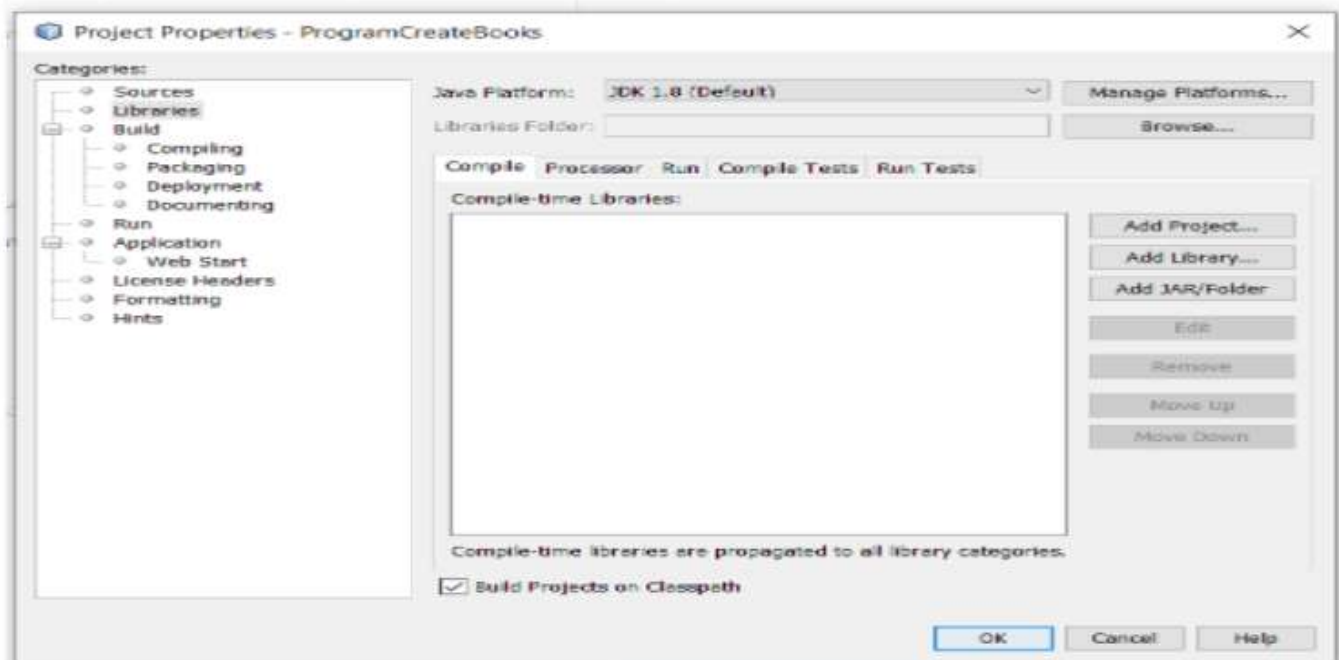 Project Properties - ProgramCreateBooks
Categories:
Sources
Libraries
Build
Compiling
Packaging
Deployment
Documenting
Run
Application
Web Start
License Headers
Formatting
Hints
Java Platform: JDK 1.8 (Default) Manage Platforms...
Libraries Folder: Browse...
Compile Processor Run Compile Tests Run Tests
Compile-time Libraries:
Add Project...
Add Library...
Add JAR/Folder
Edit
Remove
Move Up
Move Down
Compile-time libraries are propagated to all library categories.
Build Projects on Classpath
OK Cancel Help